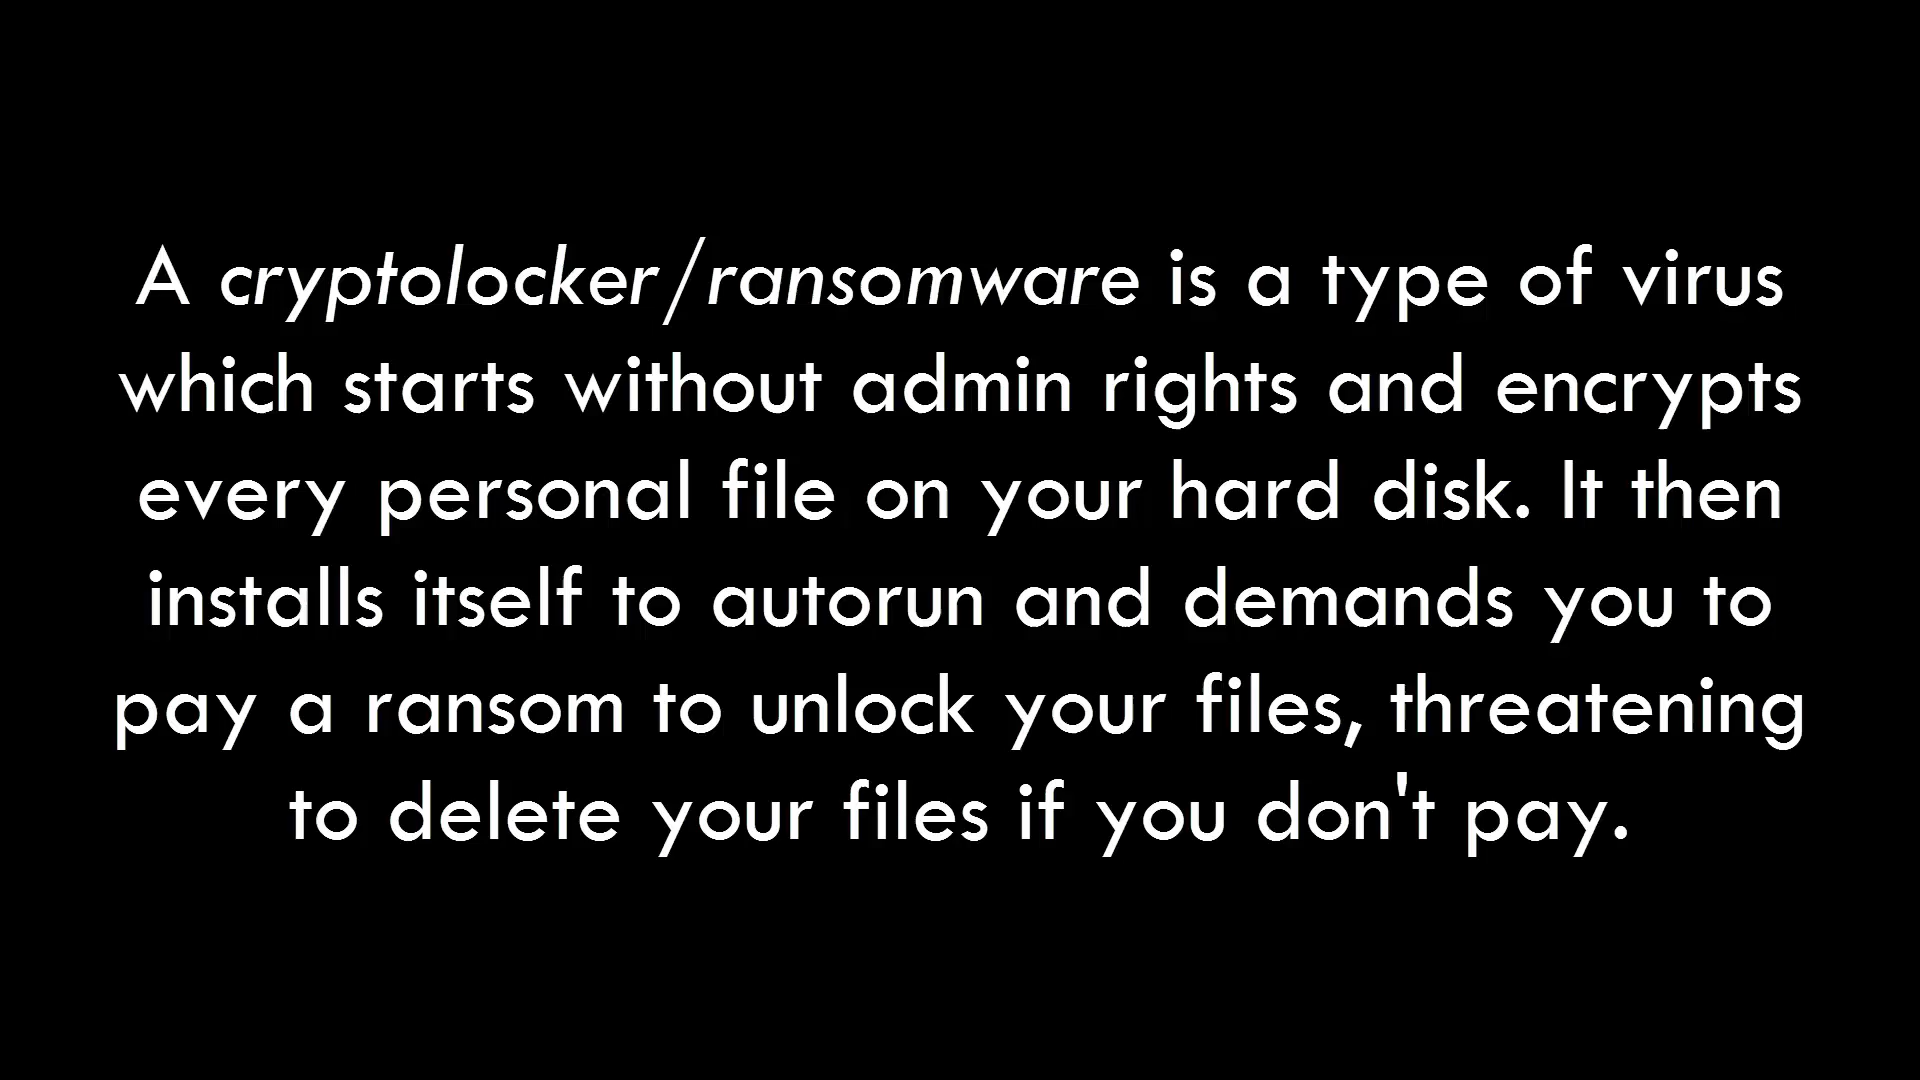 A cryptolocker/ransomware is a type of virus
which starts without admin rights and encrypts
every personal file on your hard disk. It then
installs itself to autorun and demands you to
pay a ransom to unlock your files, threatening
to delete your files if you don't pay.